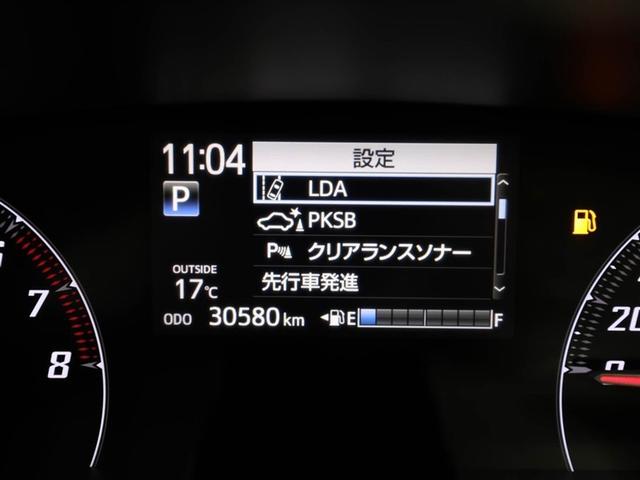 11:04
P
設定
LDA
PKSB
P クリアランスソナー
先行車発進
OUTSIDE
17℃
ODO 30580 km
E F
7
8
20
0